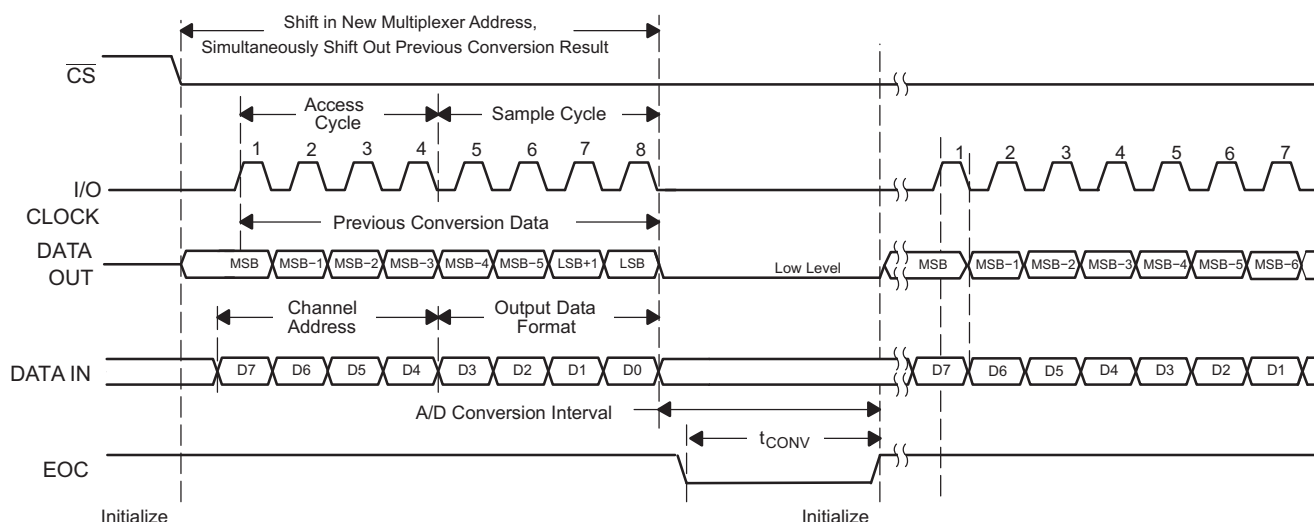 Shift in New Multiplexer Address,
Simultaneously Shift Out Previous Conversion Result
CS
Access
Cycle
Sample Cycle
1 2 3 4 5 6 7 8 1 2 3 4 5 6 7
I/O
CLOCK
Previous Conversion Data
DATA
OUT
MSB MSB−1 MSB−2 MSB−3 MSB−4 MSB−5 LSB+1 LSB Low Level MSB MSB−1 MSB−2 MSB−3 MSB−4 MSB−5 MSB−6
Channel
Address
Output Data
Format
DATA IN D7 D6 D5 D4 D3 D2 D1 D0 D7 D6 D5 D4 D3 D2 D1
A/D Conversion Interval
tCONV
EOC
Initialize Initialize